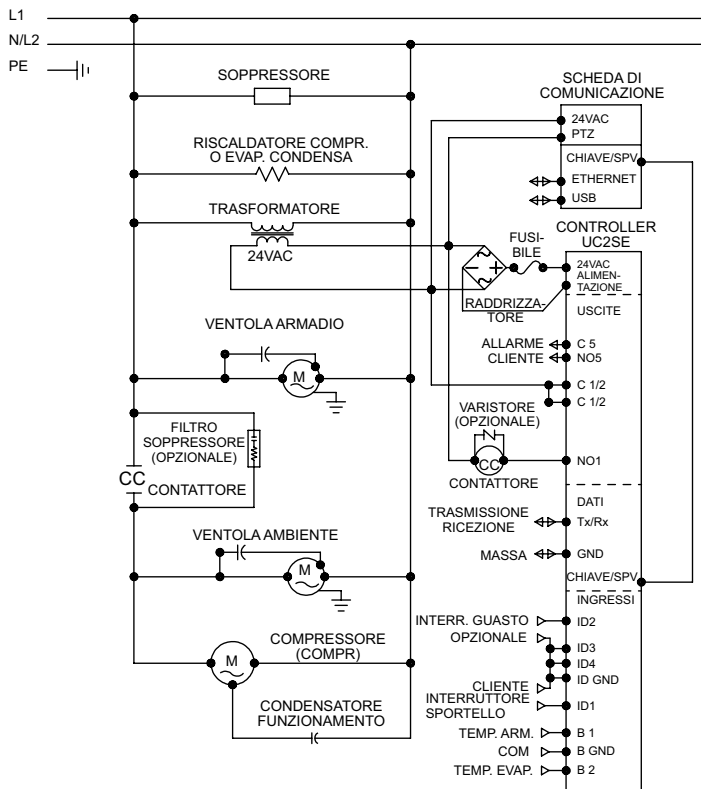 L1
N/L2
PE
SOPPRESSORE
RISCALDATORE COMPR.
O EVAP. CONDENSA
TRASFORMATORE
24VAC
VENTOLA ARMADIO
M
FILTRO
SOPPRESSORE
(OPZIONALE)
CC
CONTATTORE
VENTOLA AMBIENTE
M
COMPRESSORE
(COMPR)
M
CONDENSATORE
FUNZIONAMENTO
SCHEDA DI
COMUNICAZIONE
24VAC
PTZ
CHIAVE/SPV
ETHERNET
USB
CONTROLLER
UC2SE
FUSI-
BILE
RADDRIZZA-
TORE
24VAC
ALIMEN-
TAZIONE
USCITE
ALLARME
CLIENTE
C 5
NO5
C 1/2
C 1/2
VARISTORE
(OPZIONALE)
CC
CONTATTORE
NO1
DATI
TRASMISSIONE
RICEZIONE
Tx/Rx
MASSA
GND
CHIAVE/SPV
INGRESSI
INTERR. GUASTO
ID2
OPZIONALE
ID3
ID4
ID GND
CLIENTE
INTERRUTTORE
SPORTELLO
ID1
TEMP. ARM.
B 1
COM
B GND
TEMP. EVAP.
B 2